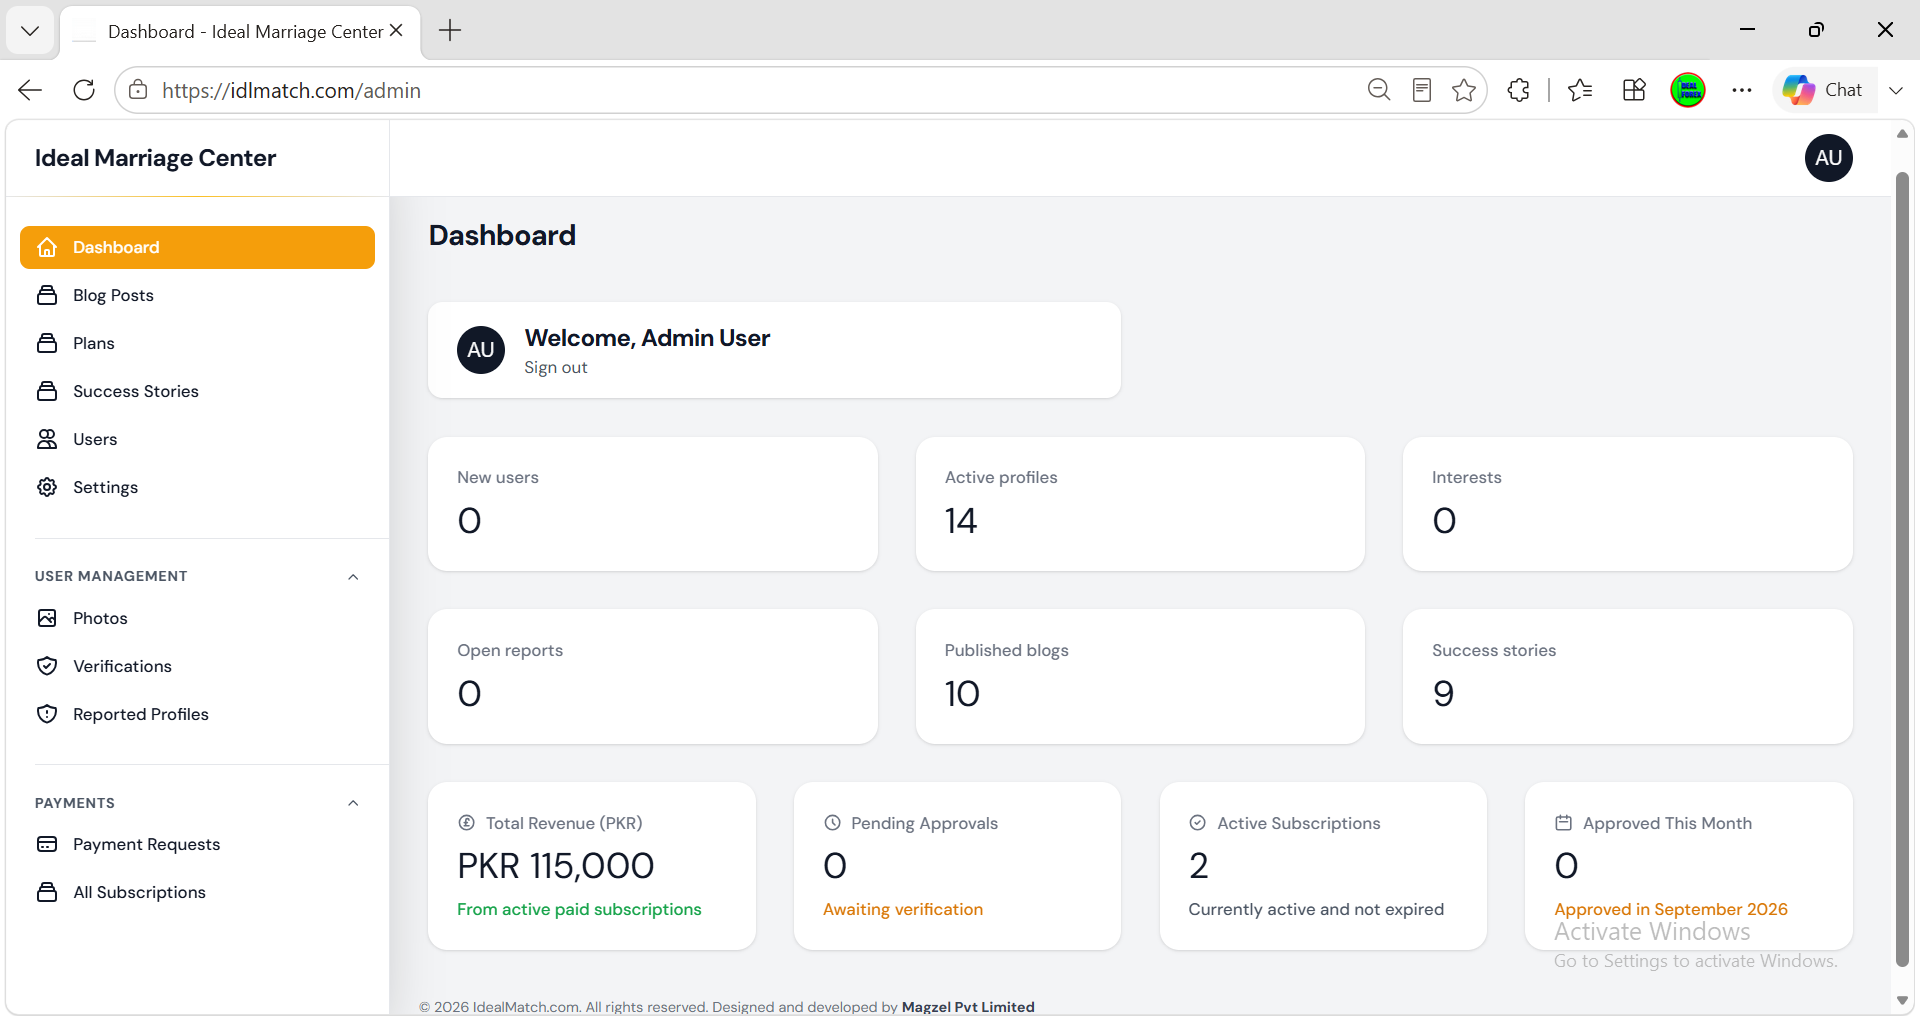 Dashboard - Ideal Marriage Center
https://idlmatch.com/admin
Chat
Ideal Marriage Center
AU
Dashboard
Blog Posts
Plans
Success Stories
Users
Settings
USER MANAGEMENT
Photos
Verifications
Reported Profiles
PAYMENTS
Payment Requests
All Subscriptions
Dashboard
AU
Welcome, Admin User
Sign out
New users
0
Active profiles
14
Interests
0
Open reports
0
Published blogs
10
Success stories
9
Total Revenue (PKR)
PKR 115,000
From active paid subscriptions
Pending Approvals
0
Awaiting verification
Active Subscriptions
2
Currently active and not expired
Approved This Month
0
Approved in September 2026
Activate Windows
Go to Settings to activate Windows.
© 2026 IdealMatch.com. All rights reserved. Designed and developed by Magzel Pvt Limited